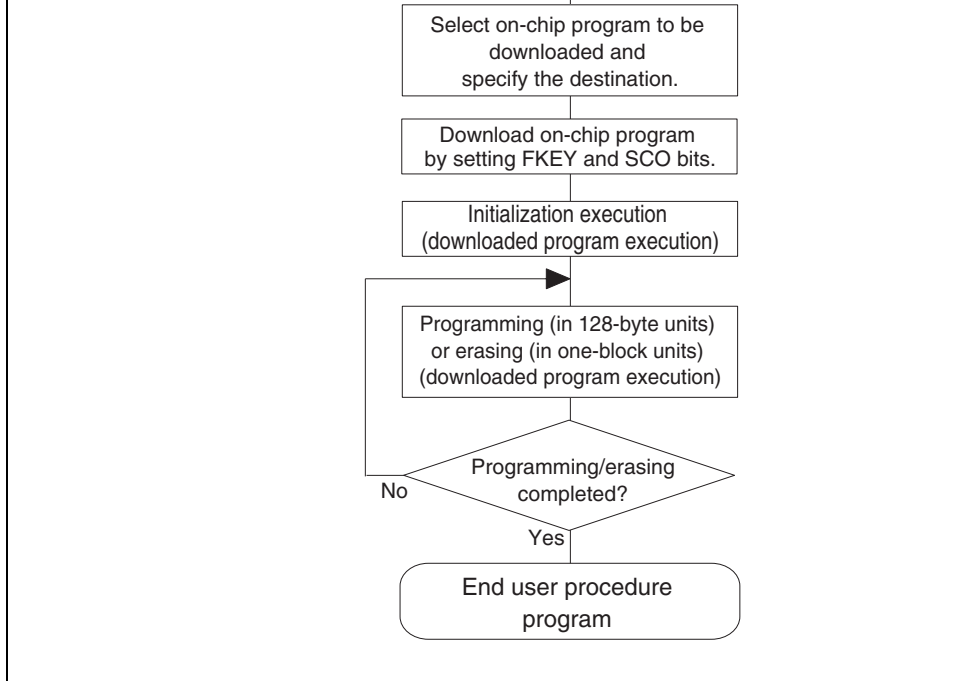 Select on-chip program to be
downloaded and
specify the destination.
Download on-chip program
by setting FKEY and SCO bits.
Initialization execution
(downloaded program execution)
Programming (in 128-byte units)
or erasing (in one-block units)
(downloaded program execution)
Programming/erasing
completed?
No
Yes
End user procedure
program